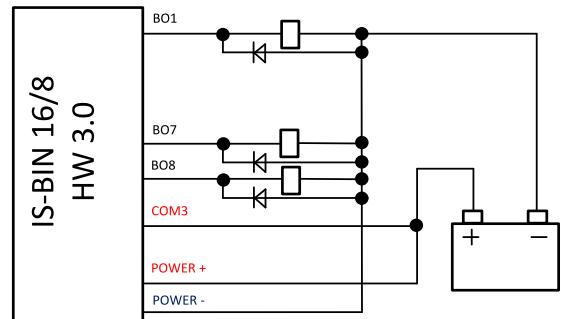 IS-BIN 16/8
HW 3.0
BO1
BO7
BO8
COM3
POWER +
POWER -
+
−